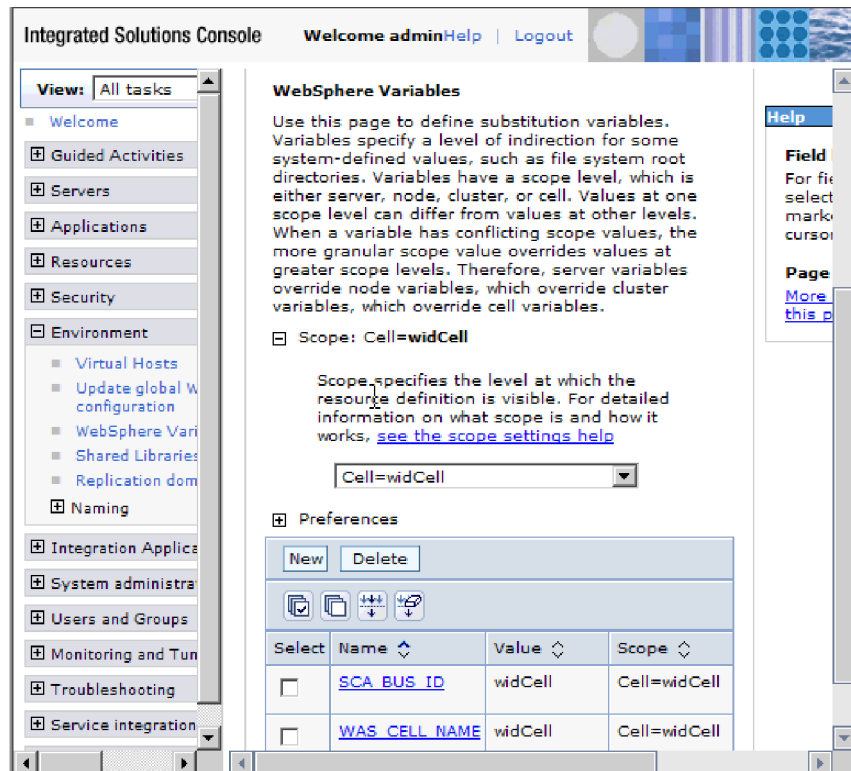 Integrated Solutions Console Welcome admin Help | Logout
View: All tasks
Welcome
Guided Activities
Servers
Applications
Resources
Security
Environment
Virtual Hosts
Update global W
configuration
WebSphere Vari
Shared Libraries
Replication dom
Naming
Integration Applica
System administra
Users and Groups
Monitoring and Tun
Troubleshooting
Service integration
WebSphere Variables
Use this page to define substitution variables.
Variables specify a level of indirection for some
system-defined values, such as file system root
directories. Variables have a scope level, which is
either server, node, cluster, or cell. Values at one
scope level can differ from values at other levels.
When a variable has conflicting scope values, the
more granular scope value overrides values at
greater scope levels. Therefore, server variables
override node variables, which override cluster
variables, which override cell variables.
Scope: Cell=widCell
Scope specifies the level at which the
resource definition is visible. For detailed
information on what scope is and how it
works, see the scope settings help
Cell=widCell
Preferences
New Delete
Select Name Value Scope
SCA_BUS_ID widCell Cell=widCell
WAS_CELL_NAME widCell Cell=widCell
Help
Field
For fie
select
mark
cursor
Page
More
this p